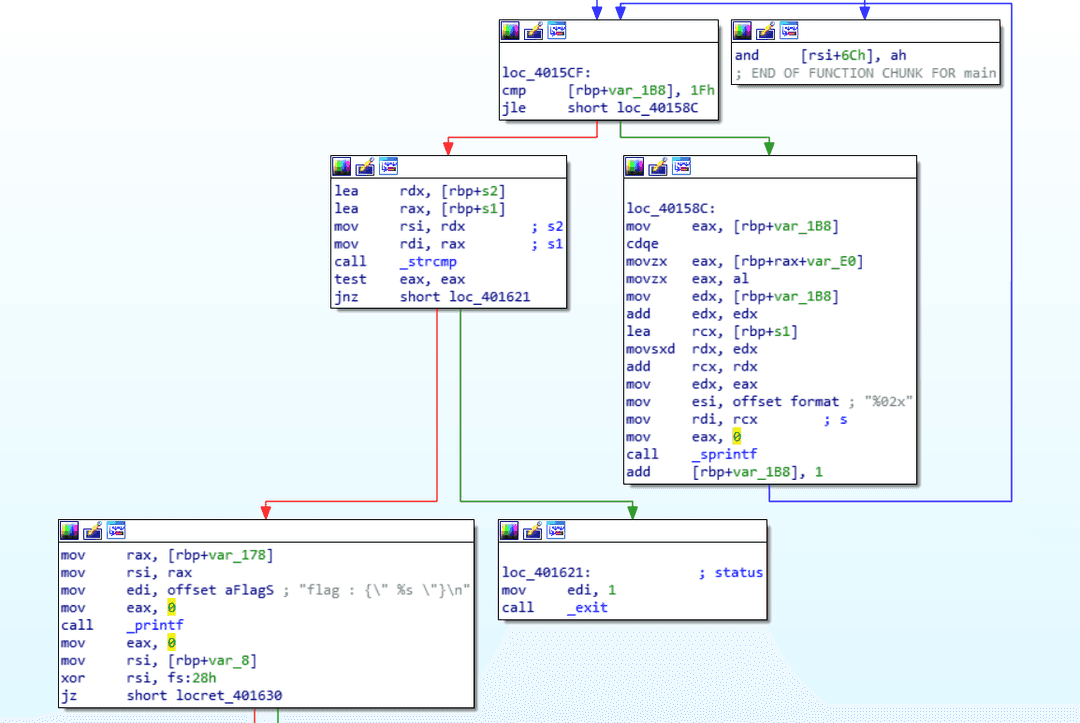 loc_4015CF:
cmp [rbp+var_1B8], 1Fh
jle short loc_40158C
and [rsi+6Ch], ah
; END OF FUNCTION CHUNK FOR main
lea rdx, [rbp+s2]
lea rax, [rbp+s1]
mov rsi, rdx ; s2
mov rdi, rax ; s1
call _strcmp
test eax, eax
jnz short loc_401621
loc_40158C:
mov eax, [rbp+var_1B8]
cdqe
movzx eax, [rbp+rax+var_E0]
movzx eax, al
mov edx, [rbp+var_1B8]
add edx, edx
lea rcx, [rbp+s1]
movsxd rdx, edx
add rcx, rdx
mov edx, eax
mov esi, offset format ; "%02x"
mov rdi, rcx ; s
mov eax, 0
call _sprintf
add [rbp+var_1B8], 1
mov rax, [rbp+var_178]
mov rsi, rax
mov edi, offset aFlagS ; "flag : {\" %s \"}\n"
mov eax, 0
call _printf
mov eax, 0
mov rsi, [rbp+var_8]
xor rsi, fs:28h
jz short locret_401630
loc_401621: ; status
mov edi, 1
call _exit